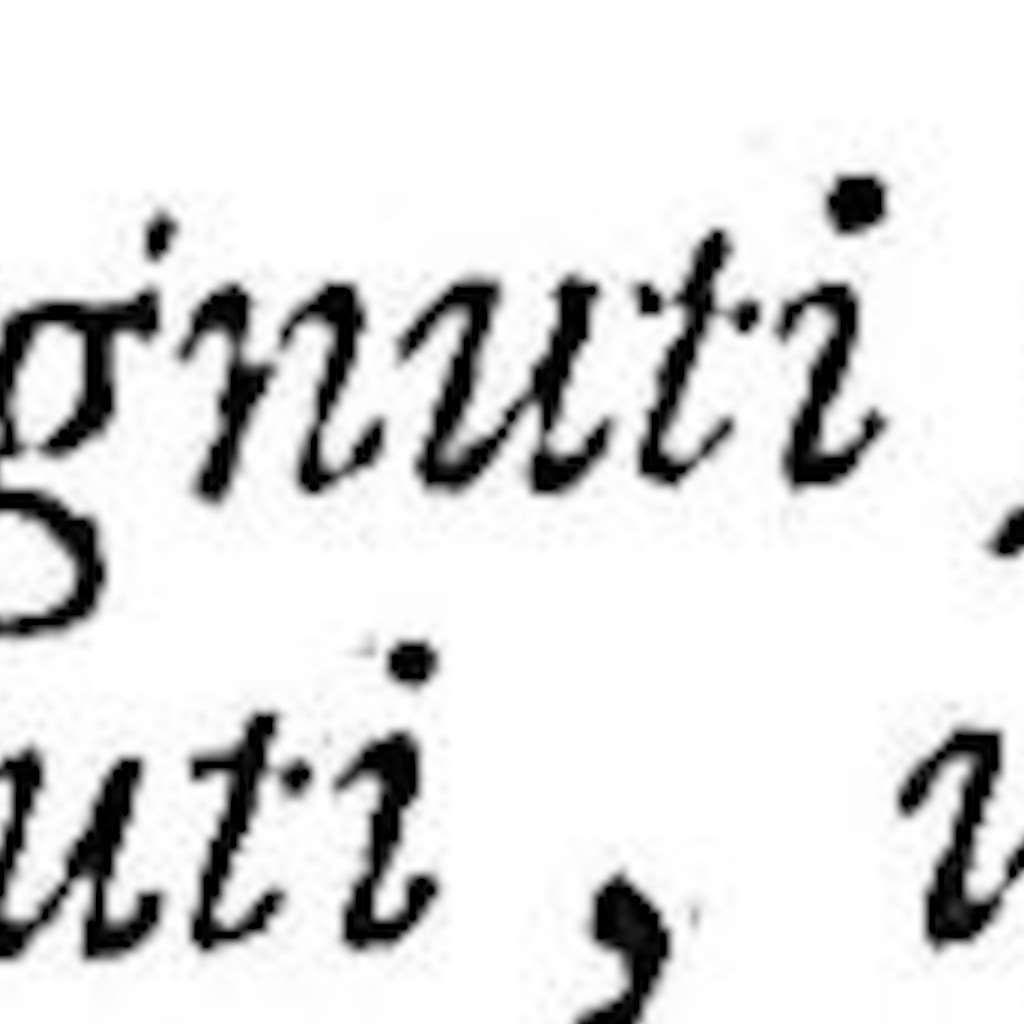 gnuti ,
uti , u